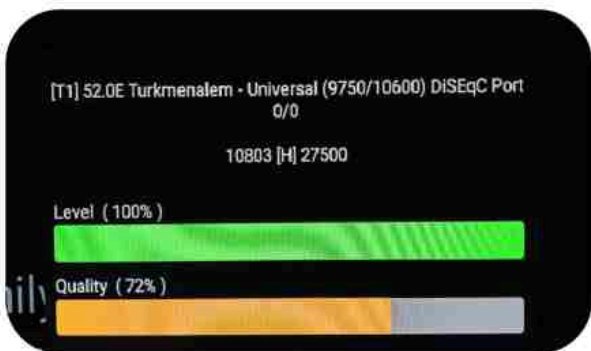 [T1] 52.0E Turkmenalem - Universal (9750/10600) DiSEqC Port
0/0
10803 [H] 27500
Level ( 100% )
Quality ( 72% )